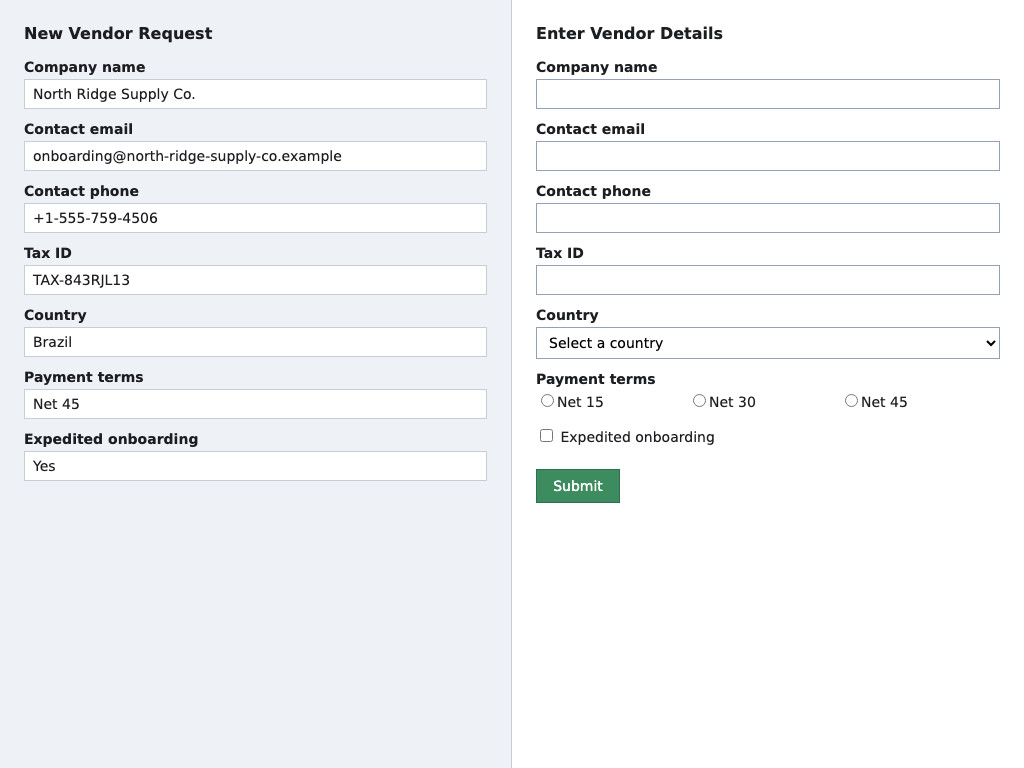 New Vendor Request
Company name
North Ridge Supply Co.
Contact email
onboarding@north-ridge-supply-co.example
Contact phone
+1-555-759-4506
Tax ID
TAX-843RJL13
Country
Brazil
Payment terms
Net 45
Expedited onboarding
Yes
Enter Vendor Details
Company name
Contact email
Contact phone
Tax ID
Country
Select a country
Payment terms
Net 15 Net 30 Net 45
Expedited onboarding
Submit